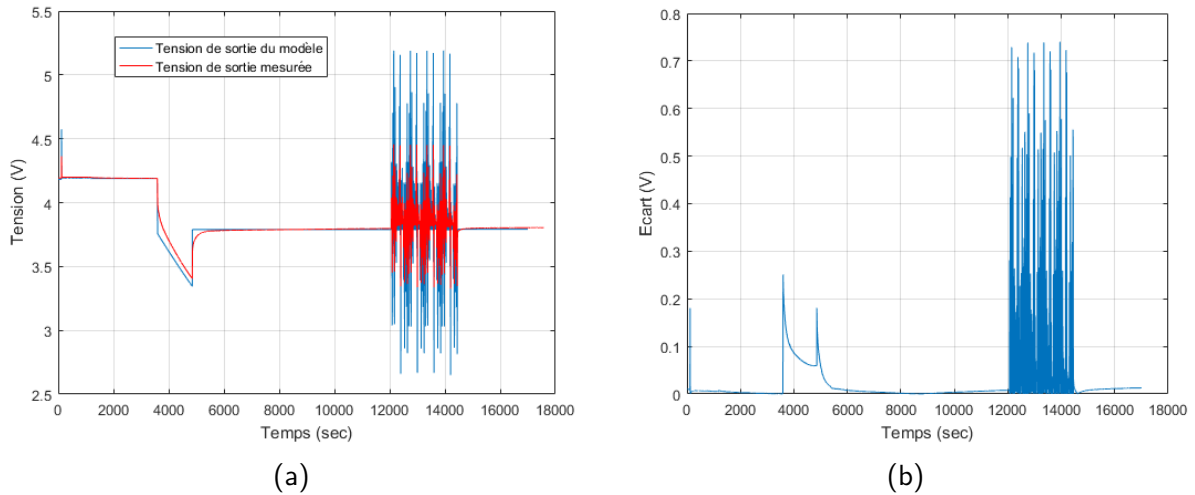 5.5
5
4.5
4
3.5
3
2.5
Tension (V)
Tension de sortie du modèle
Tension de sortie mesurée
0 2000 4000 6000 8000 10000 12000 14000 16000 18000
Temps (sec)
(a)
0.8
0.7
0.6
0.5
0.4
0.3
0.2
0.1
0
Ecart (V)
0 2000 4000 6000 8000 10000 12000 14000 16000 18000
Temps (sec)
(b)